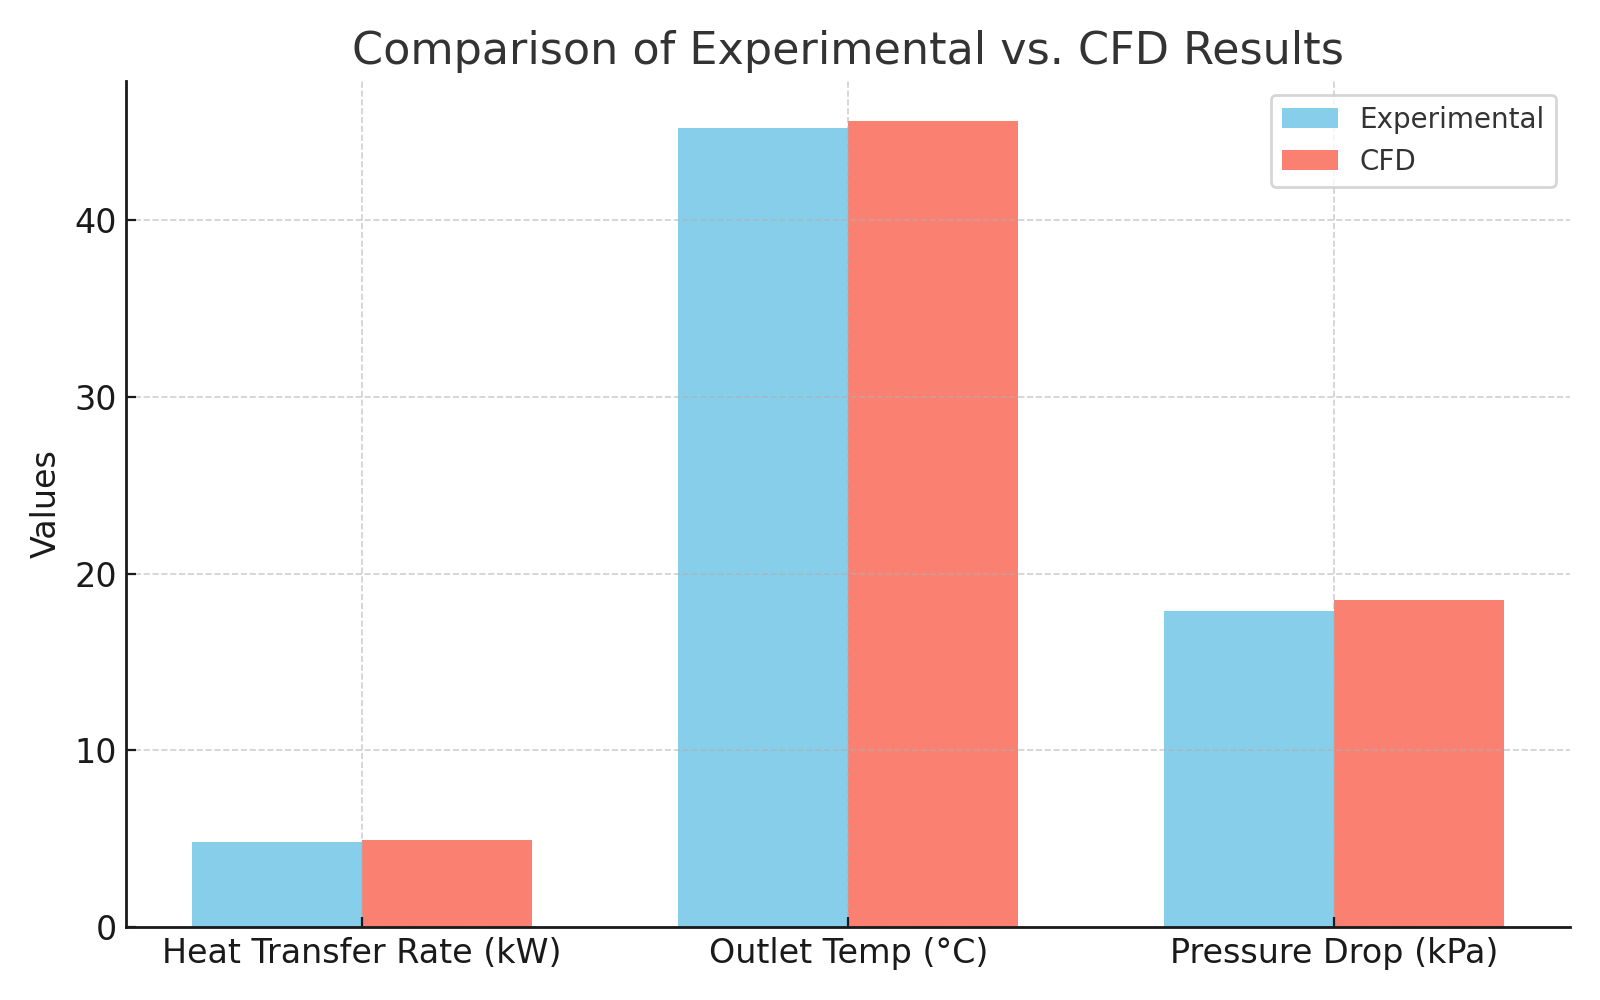 Comparison of Experimental vs. CFD Results
Experimental
CFD
Values
40
30
20
10
0
Heat Transfer Rate (kW)
Outlet Temp (°C)
Pressure Drop (kPa)